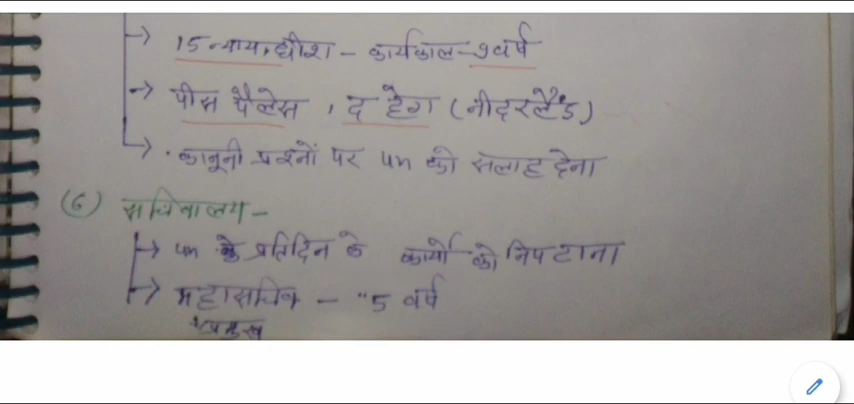 → 15 न्यायाधीश - कार्यकाल - 9 वर्ष
→ पीस पैलेस, द हेग (नीदरलैंड)
→ . कानूनी प्रश्नों पर un को सलाह देना
(6) सचिवालय -
→ un के प्रतिदिन के कार्यो को निपटाना
→ महासचिव - 5 वर्ष
प्रमुख